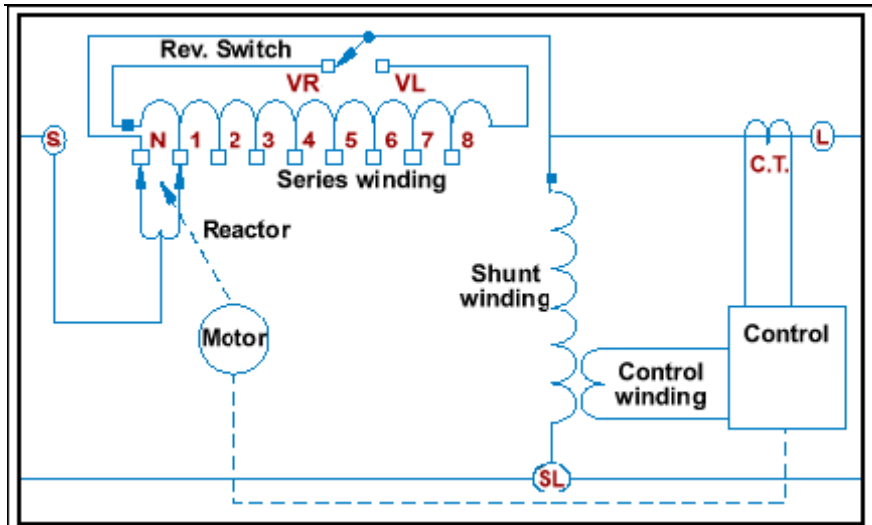 Rev. Switch
VR VL
S N 1 2 3 4 5 6 7 8 L
C.T.
Series winding
Reactor
Shunt
winding
Motor
Control
Control
winding
SL